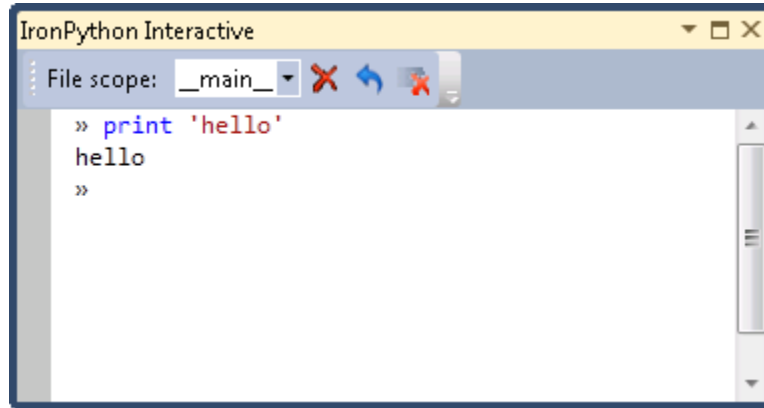 IronPython Interactive
File scope: __main__
» print 'hello'
hello
»